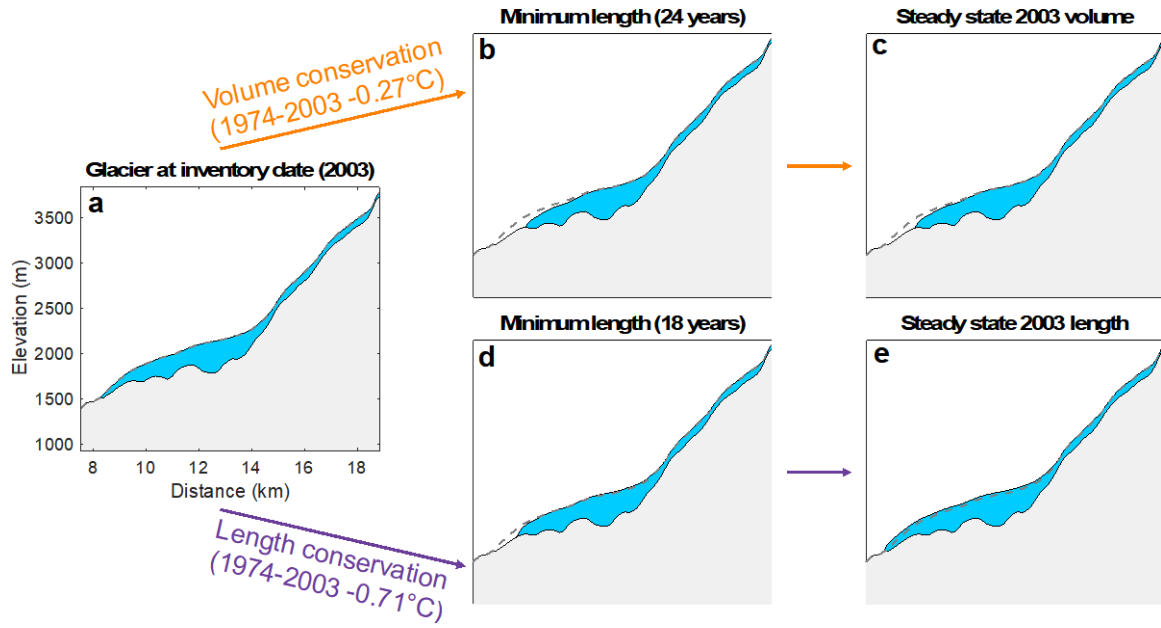 Minimum length (24 years)
Steady state 2003 volume
b
c
Volume conservation
(1974-2003 -0.27°C)
Glacier at inventory date (2003)
a
3500
3000
2500
2000
1500
1000
Elevation (m)
8 10 12 14 16 18
Distance (km)
Minimum length (18 years)
Steady state 2003 length
d
e
Length conservation
(1974-2003 -0.71°C)